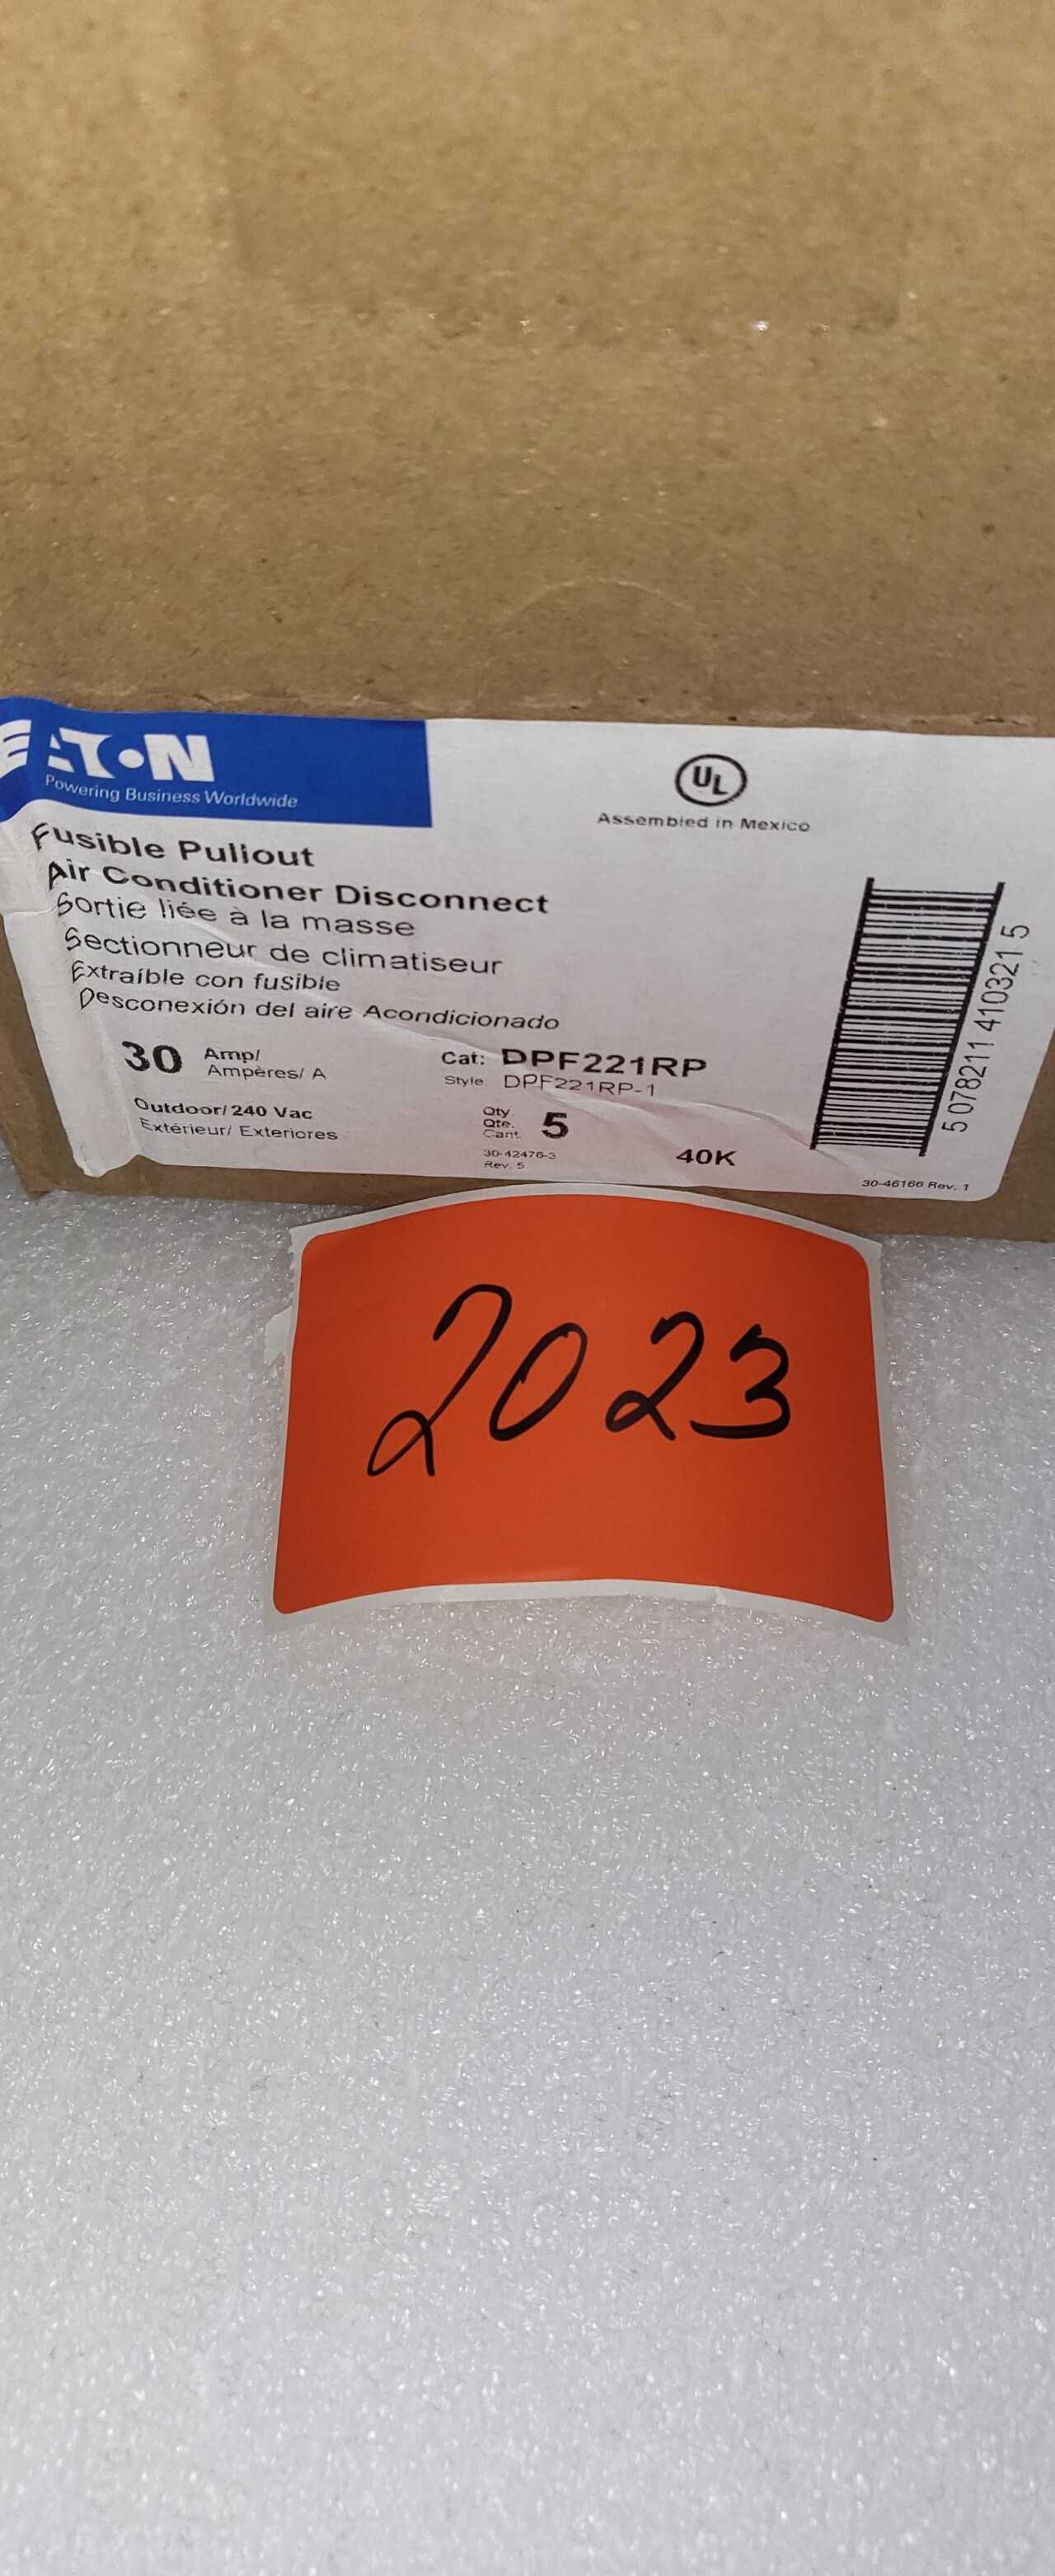 EATON
Powering Business Worldwide
UL
Assembled in Mexico
Fusible Pullout
Air Conditioner Disconnect
Sortie liée à la masse
Sectionneur de climatiseur
Extraíble con fusible
Desconexión del aire Acondicionado
30 Amp/
Ampères/ A
Cat: DPF221RP
Style DPF221RP-1
Outdoor/ 240 Vac
Extérieur/ Exteriores
Qty.
Qte. 5
Cant.
30-42476-3
Rev. 5
40K
5 078211 410321 5
30-46166 Rev. 1
2023